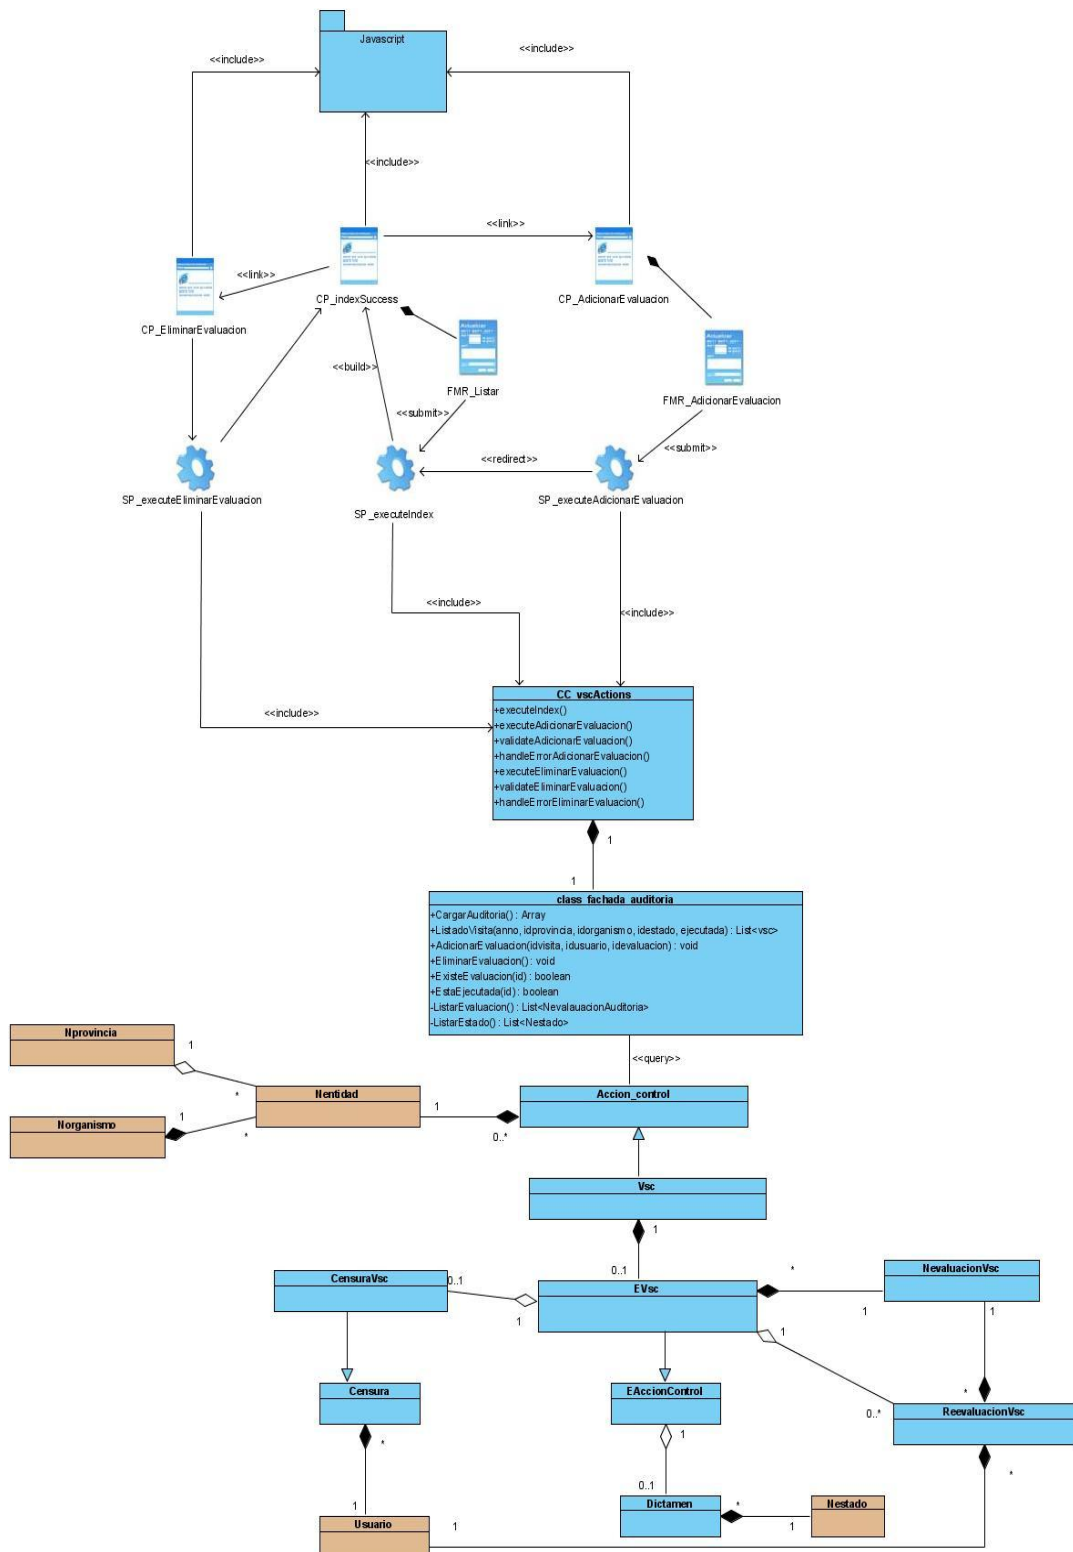 Javascript
<<include>>
<<include>>
<<include>>
<<link>>
<<link>>
CP_indexSuccess
CP_AdicionarEvaluacion
CP_EliminarEvaluacion
<<build>>
FMR_Listar
FMR_AdicionarEvaluacion
<<submit>>
<<submit>>
<<redirect>>
SP_executeEliminarEvaluacion
SP_executeAdicionarEvaluacion
SP_executeIndex
<<include>>
<<include>>
<<include>>
CC_vscActions
+executeIndex()
+executeAdicionarEvaluacion()
+validateAdicionarEvaluacion()
+handleErrorAdicionarEvaluacion()
+executeEliminarEvaluacion()
+validateEliminarEvaluacion()
+handleErrorEliminarEvaluacion()
1
1
class_fachada_auditoria
+CargarAuditoria() : Array
+ListadoVisita(anno, idprovincia, idorganismo, idestado, ejecutada) : List<vsc>
+AdicionarEvaluacion(idvisita, idusuario, idevaluacion) : void
+EliminarEvaluacion() : void
+ExisteEvaluacion(id) : boolean
+EstaEjecutada(id) : boolean
-ListarEvaluacion() : List<NevalauacionAuditoria>
-ListarEstado() : List<Nestado>
Nprovincia
1
<<query>>
*
Nentidad
Accion_control
1
0..*
Norganismo
1
*
Vsc
1
0..1
CensuraVsc
0..1
1
EVsc
*
1
NevaluacionVsc
1
1
Censura
*
EAccionControl
1
*
0..*
ReevaluacionVsc
*
0..1
1
Dictamen
*
1
Nestado
Usuario
1